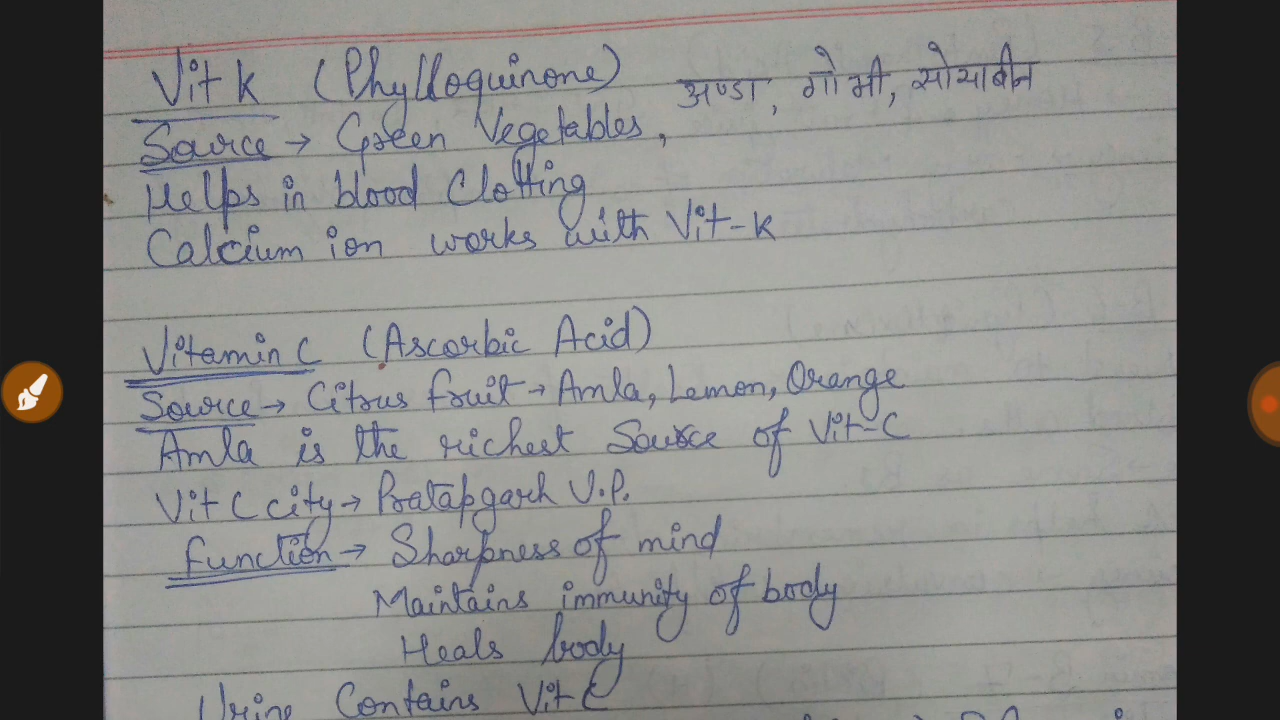 Vit K (Phylloquinone) अण्डा, गोभी, सोयाबीन
Source → Green Vegetables,
Helps in blood Clotting
Calcium ion works with Vit-K
Vitamin C (Ascorbic Acid)
Source → Citrus fruit → Amla, Lemon, Orange
Amla is the richest Source of Vit-C
Vit C city → Pratapgarh U.P.
Function → Sharpness of mind
Maintains immunity of body
Heals body
Urine Contains Vit C